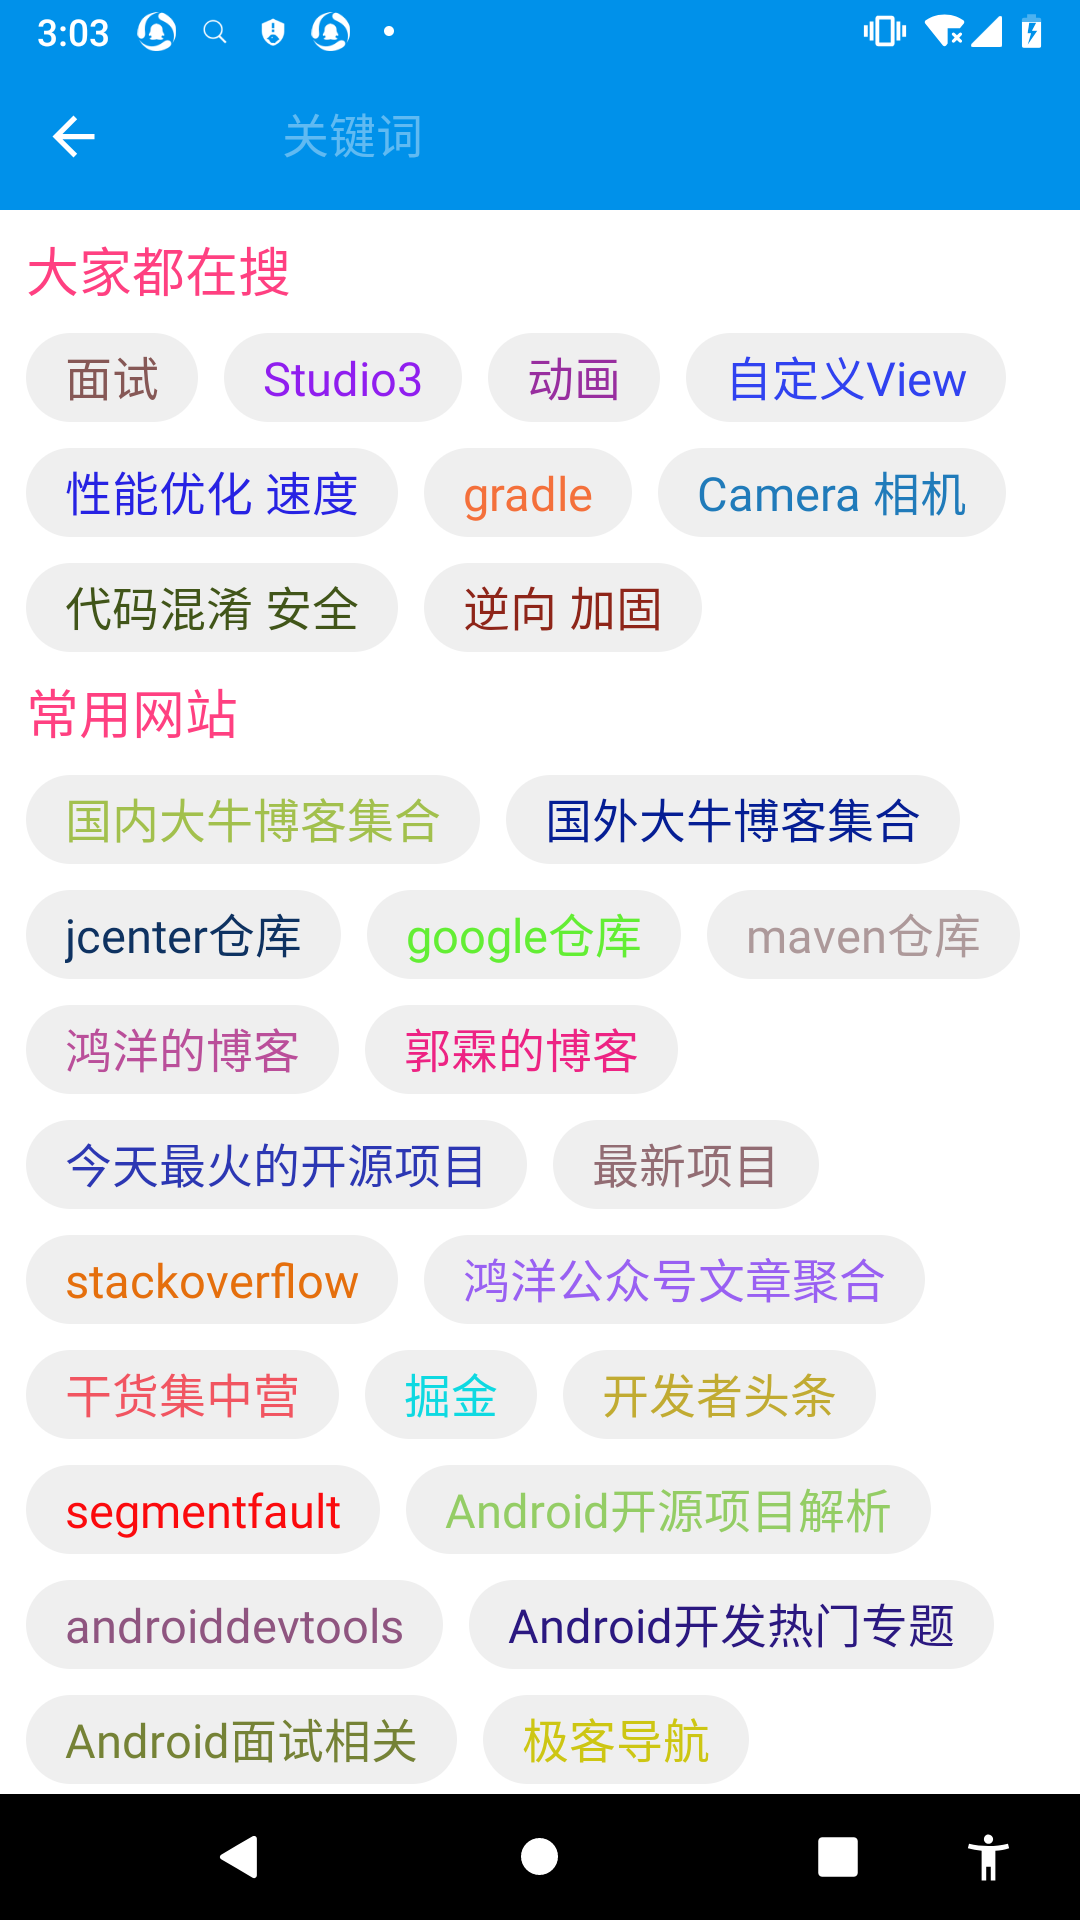 3:03
关键词
大家都在搜
面试 Studio3 动画 自定义View
性能优化 速度 gradle Camera 相机
代码混淆 安全 逆向 加固
常用网站
国内大牛博客集合 国外大牛博客集合
jcenter仓库 google仓库 maven仓库
鸿洋的博客 郭霖的博客
今天最火的开源项目 最新项目
stackoverflow 鸿洋公众号文章聚合
干货集中营 掘金 开发者头条
segmentfault Android开源项目解析
androiddevtools Android开发热门专题
Android面试相关 极客导航